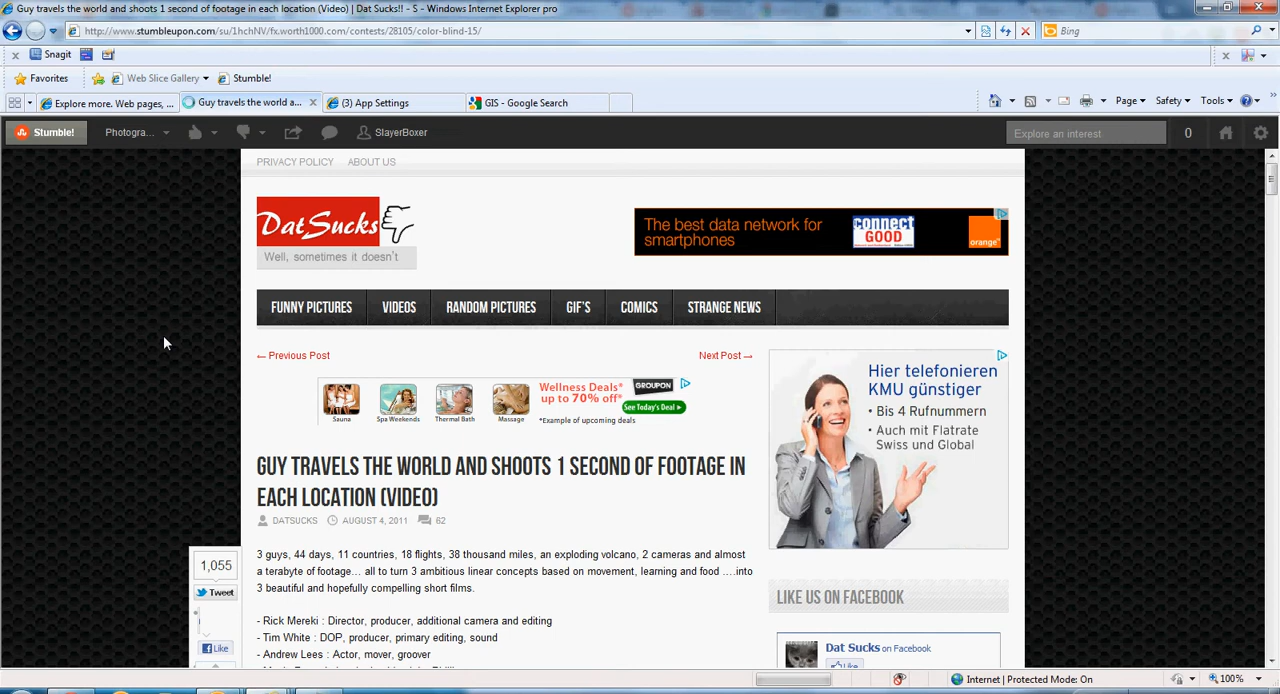 Guy travels the world and shoots 1 second of footage in each location (Video) | Dat Sucks!! - S - Windows Internet Explorer pro
http://www.stumbleupon.com/su/1hchNV/fx.worth1000.com/contests/28105/color-blind-15/
Bing
Snagit
Favorites
Web Slice Gallery
Stumble!
Explore more. Web pages, ...
Guy travels the world a...
(3) App Settings
GIS - Google Search
Page
Safety
Tools
Stumble!
Photogra...
SlayerBoxer
Explore an interest
0
PRIVACY POLICY ABOUT US
DatSucks
Well, sometimes it doesn't
The best data network for smartphones
connect GOOD
orange
FUNNY PICTURES VIDEOS RANDOM PICTURES GIF'S COMICS STRANGE NEWS
← Previous Post
Next Post →
Sauna
Spa Weekends
Thermal Bath
Massage
Wellness Deals*
up to 70% off*
*Example of upcoming deals
GROUPON
See Today's Deal
Hier telefonieren
KMU günstiger
• Bis 4 Rufnummern
• Auch mit Flatrate
Swiss und Global
GUY TRAVELS THE WORLD AND SHOOTS 1 SECOND OF FOOTAGE IN
EACH LOCATION (VIDEO)
DATSUCKS AUGUST 4, 2011 62
3 guys, 44 days, 11 countries, 18 flights, 38 thousand miles, an exploding volcano, 2 cameras and almost
a terabyte of footage... all to turn 3 ambitious linear concepts based on movement, learning and food ....into
3 beautiful and hopefully compelling short films.
- Rick Mereki : Director, producer, additional camera and editing
- Tim White : DOP, producer, primary editing, sound
- Andrew Lees : Actor, mover, groover
1,055
Tweet
Like
LIKE US ON FACEBOOK
Dat Sucks on Facebook
Like
Internet | Protected Mode: On
100%